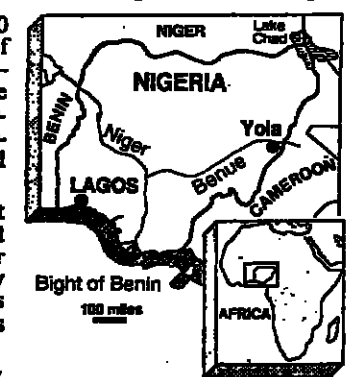 NIGER
Lake
Chad
NIGERIA
BENIN
Niger
Yola
Benue
CAMEROON
LAGOS
Bight of Benin
100 miles
AFRICA